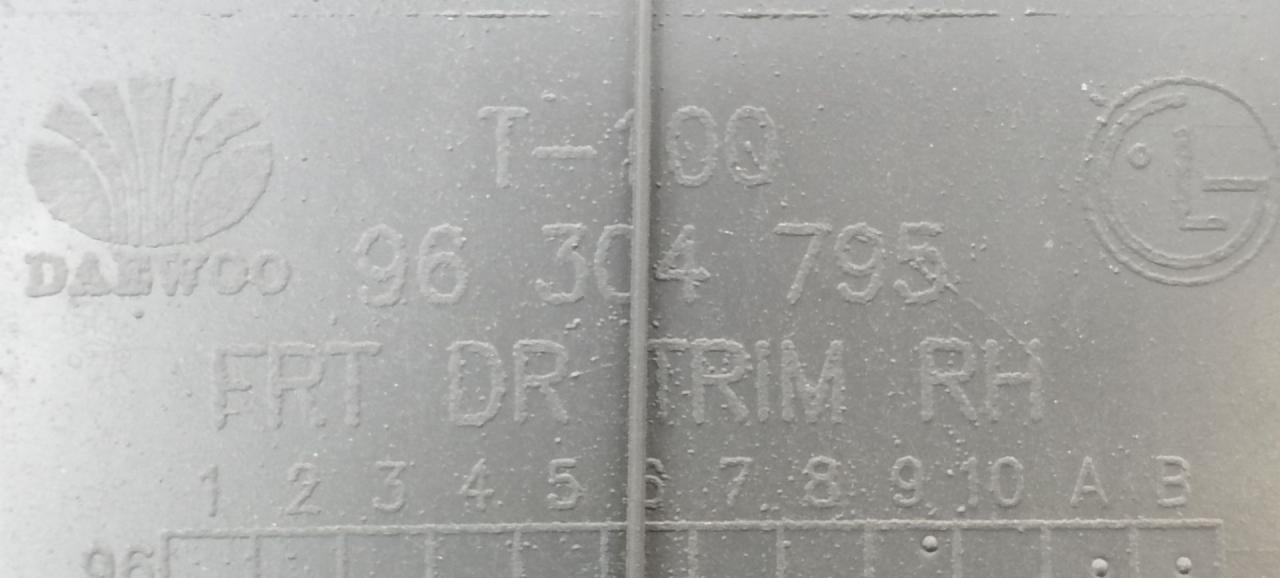 T-100
DAEWOO
96 304 795
FRT DR TRIM RH
1 2 3 4 5 6 7 8 9 10 A B
96